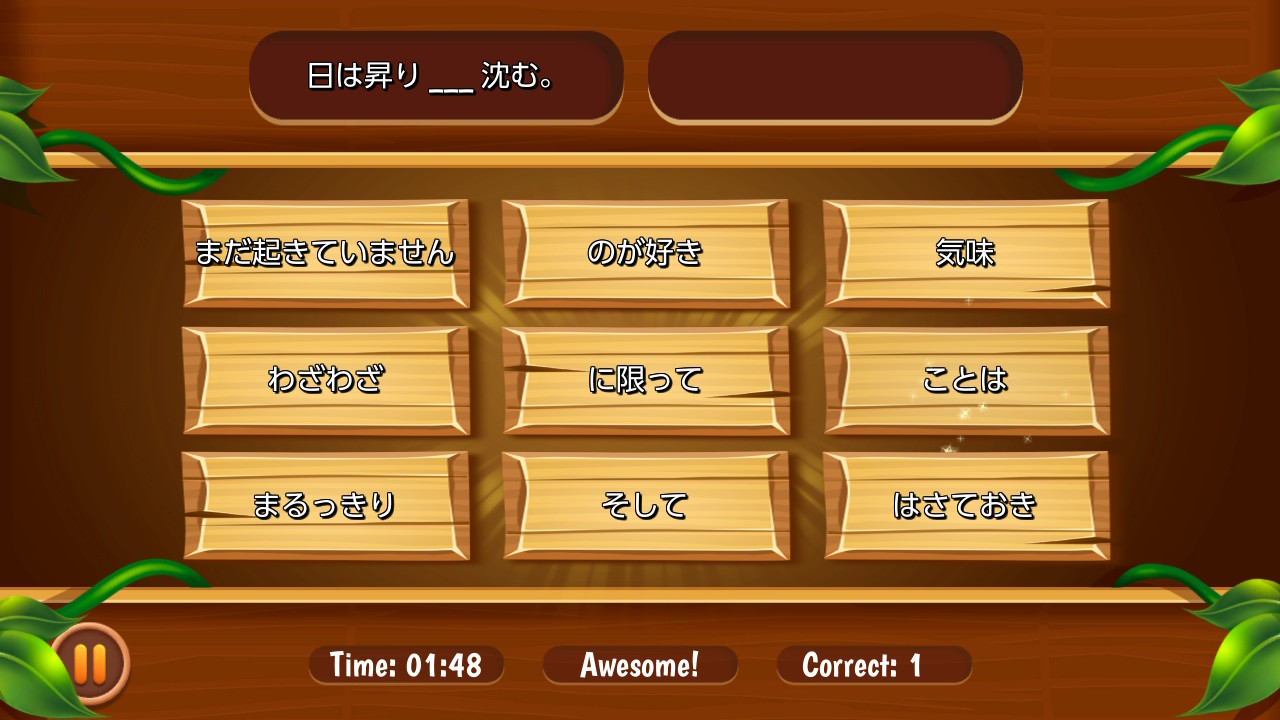 日は昇り ___ 沈む。
まだ起きていません
のが好き
気味
わざわざ
に限って
ことは
まるっきり
そして
はさておき
Time: 01:48
Awesome!
Correct: 1